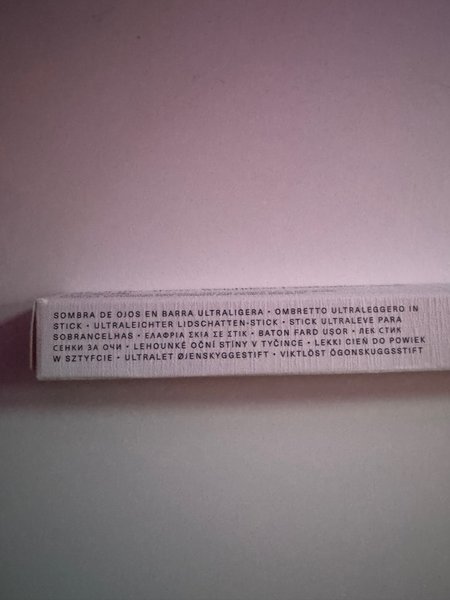 SOMBRA DE OJOS EN BARRA ULTRALIGERA • OMBRETTO ULTRALEGGERO IN
STICK • ULTRALEICHTER LIDSCHATTEN-STICK • STICK ULTRALEVE PARA
SOBRANCELHAS • ΕΛΑΦΡΙΑ ΣΚΙΑ ΣΕ ΣΤΙΚ • BATON FARD UȘOR • ЛЕК СТИК
СЕНКИ ЗА ОЧИ • LEHOUNKÉ OČNÍ STÍNY V TYČINCE • LEKKI CIEŃ DO POWIEK
W SZTYFCIE • ULTRALET ØJENSKYGGESTIFT • VIKTLÖST ÖGONSKUGGSSTIFT